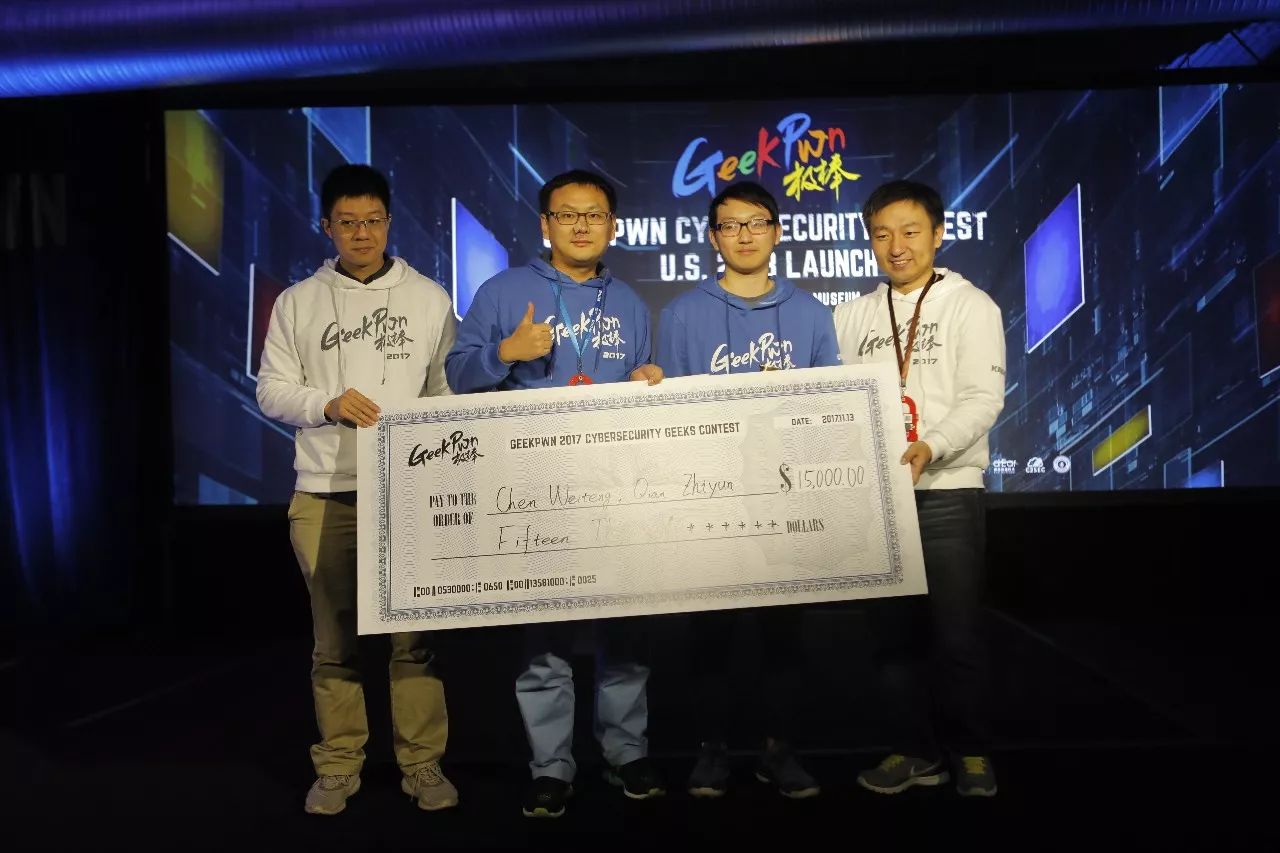 GeekPwn
极棒
PWN CY SECURITY EST
U.S. LAUNCH
MUSEUM
GeekPwn
极棒
2017
GeekPwn
极棒
2017
GeekPwn
GeekPwn
极棒
2017
GeekPwn
极棒
GEEKPWN 2017 CYBERSECURITY GEEKS CONTEST
DATE: 2017.11.13
PAY TO THE
ORDER OF
Chen Weiteng, Qian Zhiyun
$15,000.00
Fifteen ****** DOLLARS